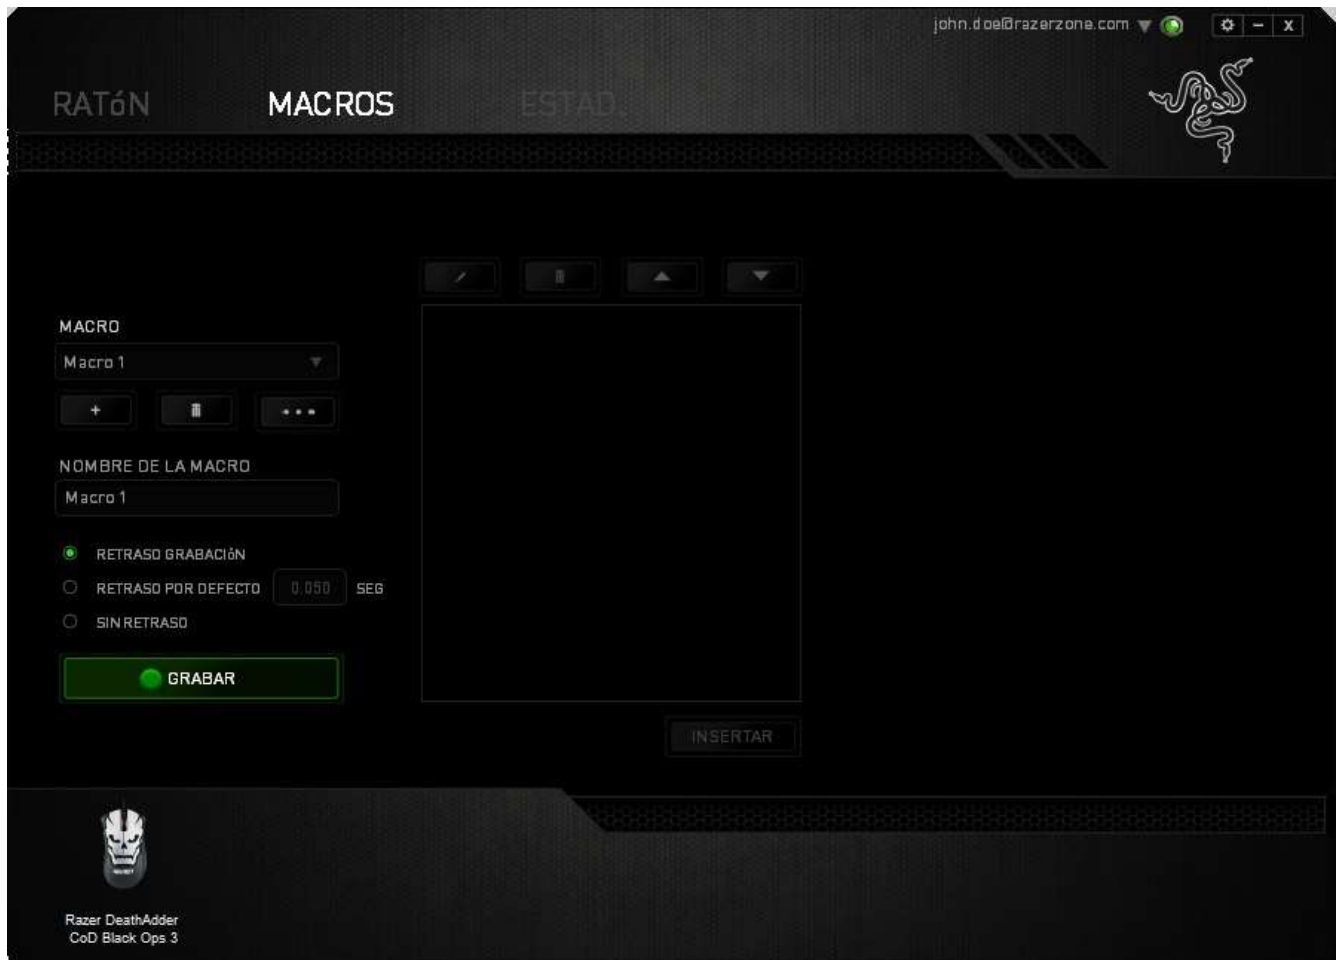 john.doe@razerzone.com
RATóN MACROS ESTAD.
MACRO
Macro 1
NOMBRE DE LA MACRO
Macro 1
RETRASO GRABACIóN
RETRASO POR DEFECTO 0.050 SEG
SIN RETRASO
GRABAR
INSERTAR
Razer DeathAdder
CoD Black Ops 3